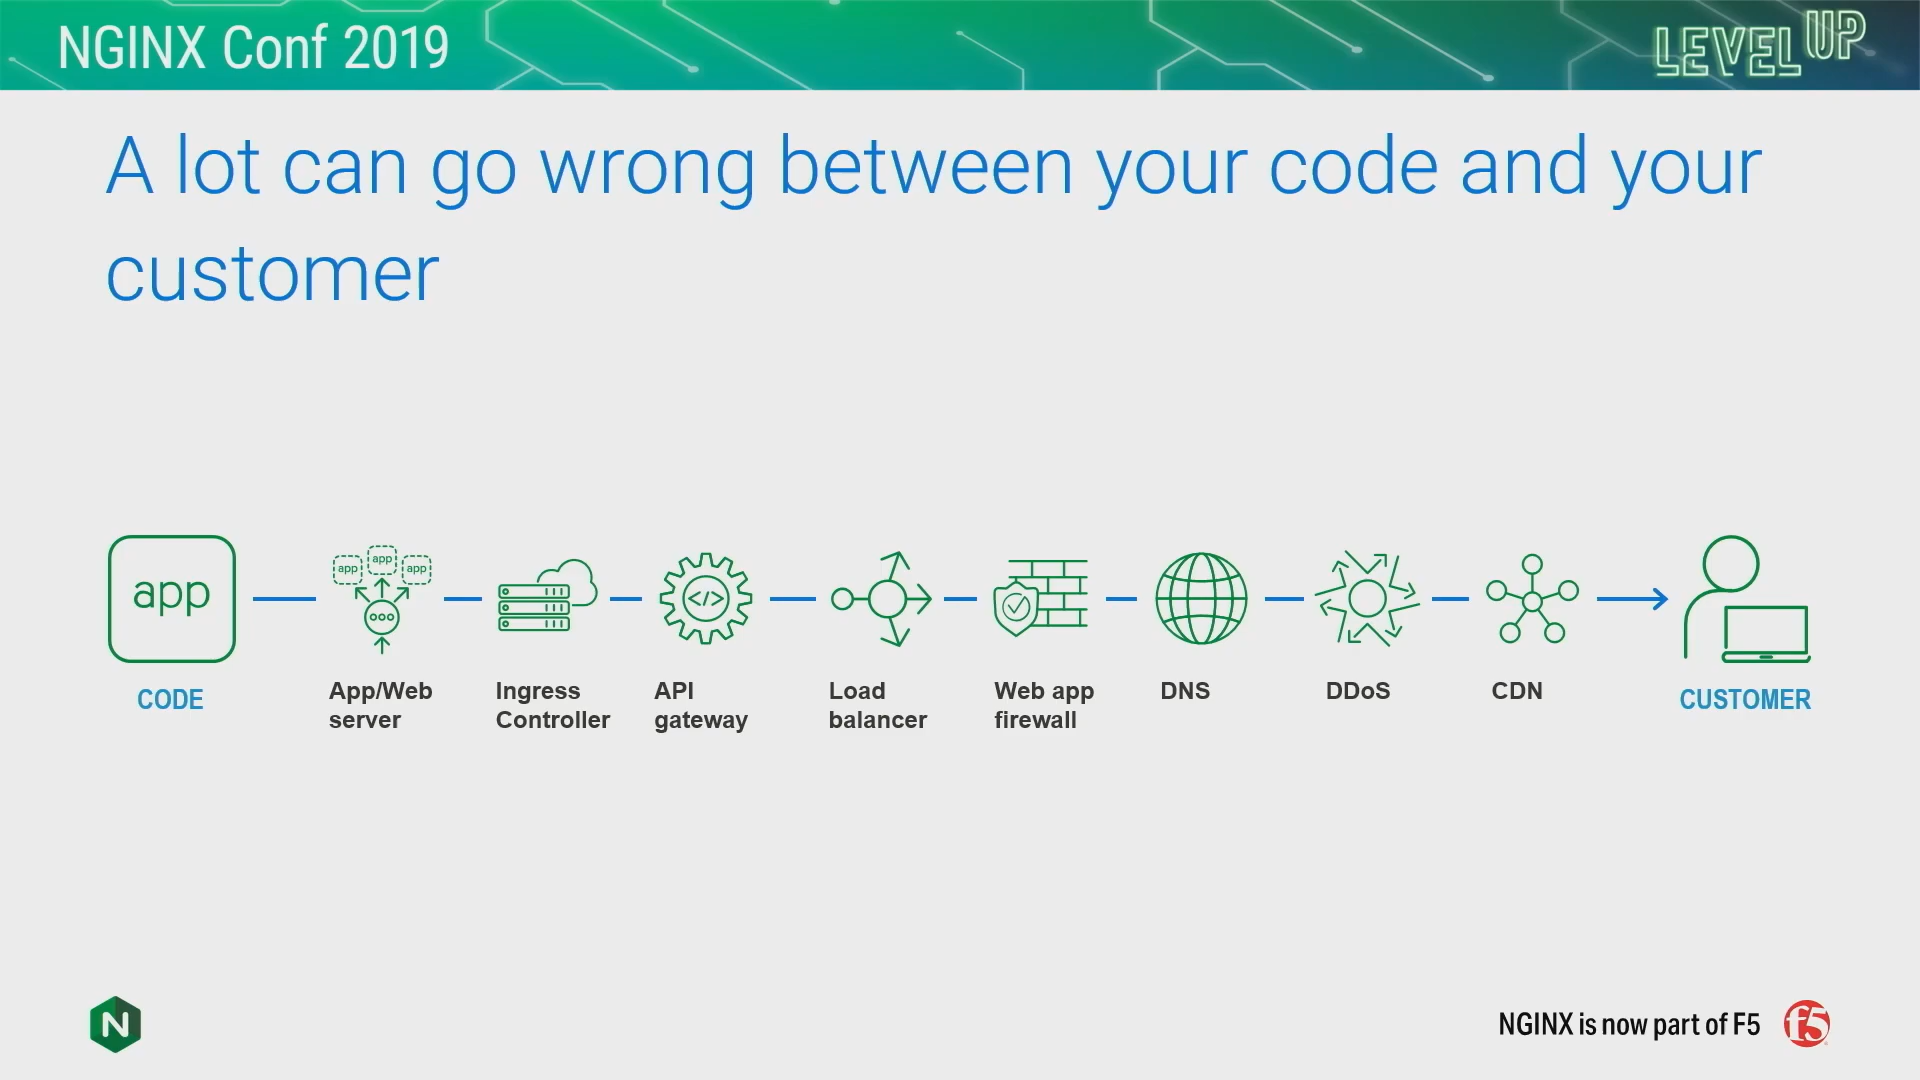 NGINX Conf 2019
LEVEL UP
A lot can go wrong between your code and your
customer
app
app
app
app
</>
CODE
App/Web
server
Ingress
Controller
API
gateway
Load
balancer
Web app
firewall
DNS
DDoS
CDN
CUSTOMER
N
NGINX is now part of F5
f5